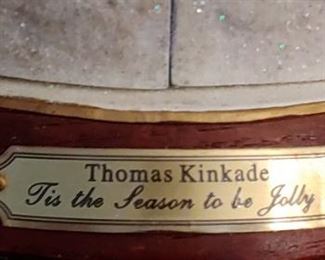 Thomas Kinkade
Tis the Season to be Jolly